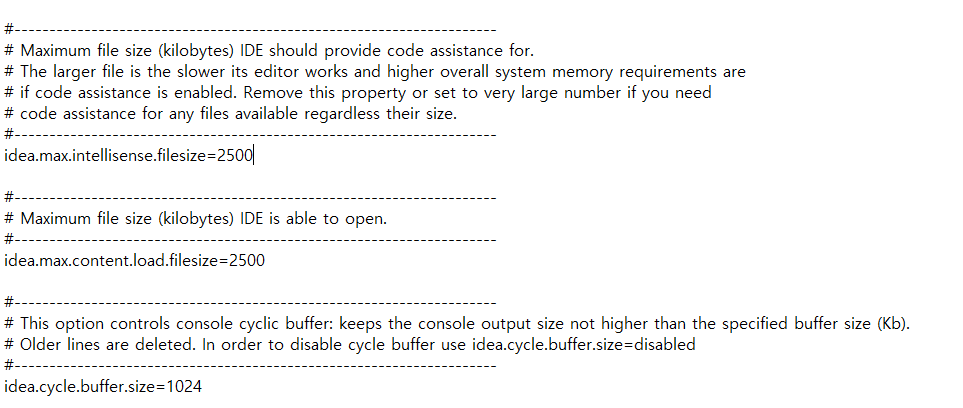 #---------------------------------------------------------------------
# Maximum file size (kilobytes) IDE should provide code assistance for.
# The larger file is the slower its editor works and higher overall system memory requirements are
# if code assistance is enabled. Remove this property or set to very large number if you need
# code assistance for any files available regardless their size.
#---------------------------------------------------------------------
idea.max.intellisense.filesize=2500
#---------------------------------------------------------------------
# Maximum file size (kilobytes) IDE is able to open.
#---------------------------------------------------------------------
idea.max.content.load.filesize=2500
#---------------------------------------------------------------------
# This option controls console cyclic buffer: keeps the console output size not higher than the specified buffer size (Kb).
# Older lines are deleted. In order to disable cycle buffer use idea.cycle.buffer.size=disabled
#---------------------------------------------------------------------
idea.cycle.buffer.size=1024